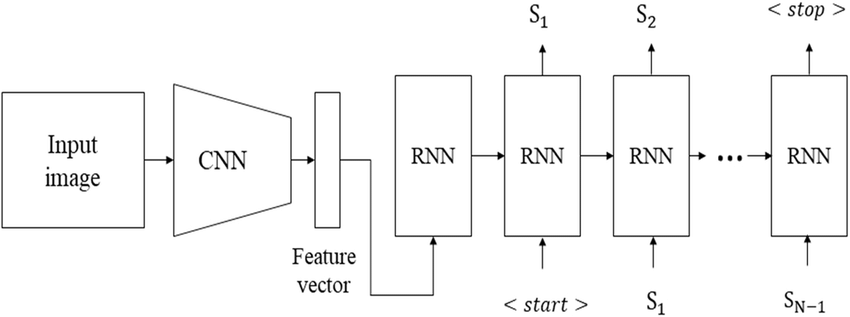 S₁ S₂ < stop >
Input
image
CNN
RNN RNN RNN ... RNN
Feature
vector
< start > S₁ Sₙ₋₁